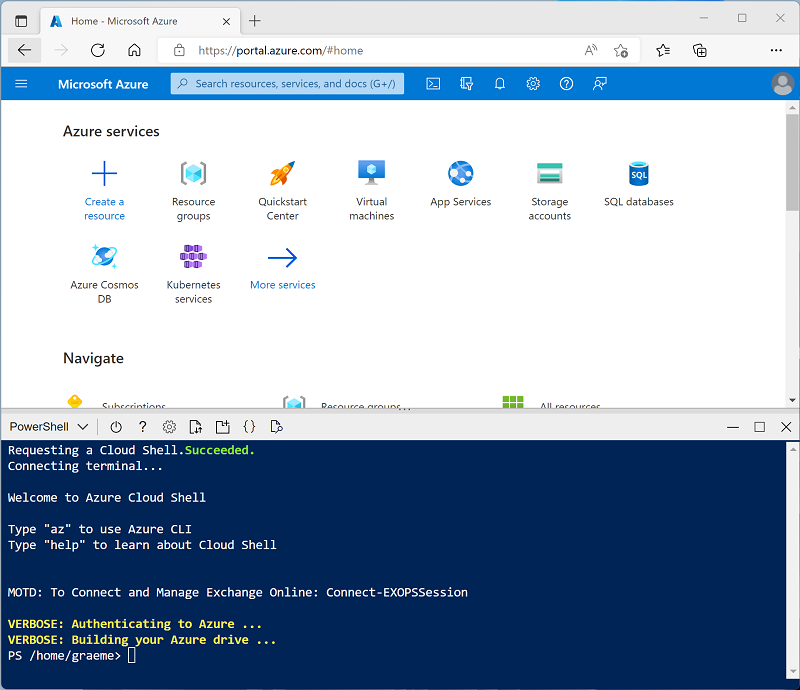 Home - Microsoft Azure
https://portal.azure.com/#home
Microsoft Azure
Search resources, services, and docs (G+/)
Azure services
Create a resource
Resource groups
Quickstart Center
Virtual machines
App Services
Storage accounts
SQL
SQL databases
Azure Cosmos DB
Kubernetes services
More services
Navigate
Subscriptions
Resource groups
All resources
PowerShell
Requesting a Cloud Shell.Succeeded.
Connecting terminal...
Welcome to Azure Cloud Shell
Type "az" to use Azure CLI
Type "help" to learn about Cloud Shell
MOTD: To Connect and Manage Exchange Online: Connect-EXOPSSession
VERBOSE: Authenticating to Azure ...
VERBOSE: Building your Azure drive ...
PS /home/graeme>